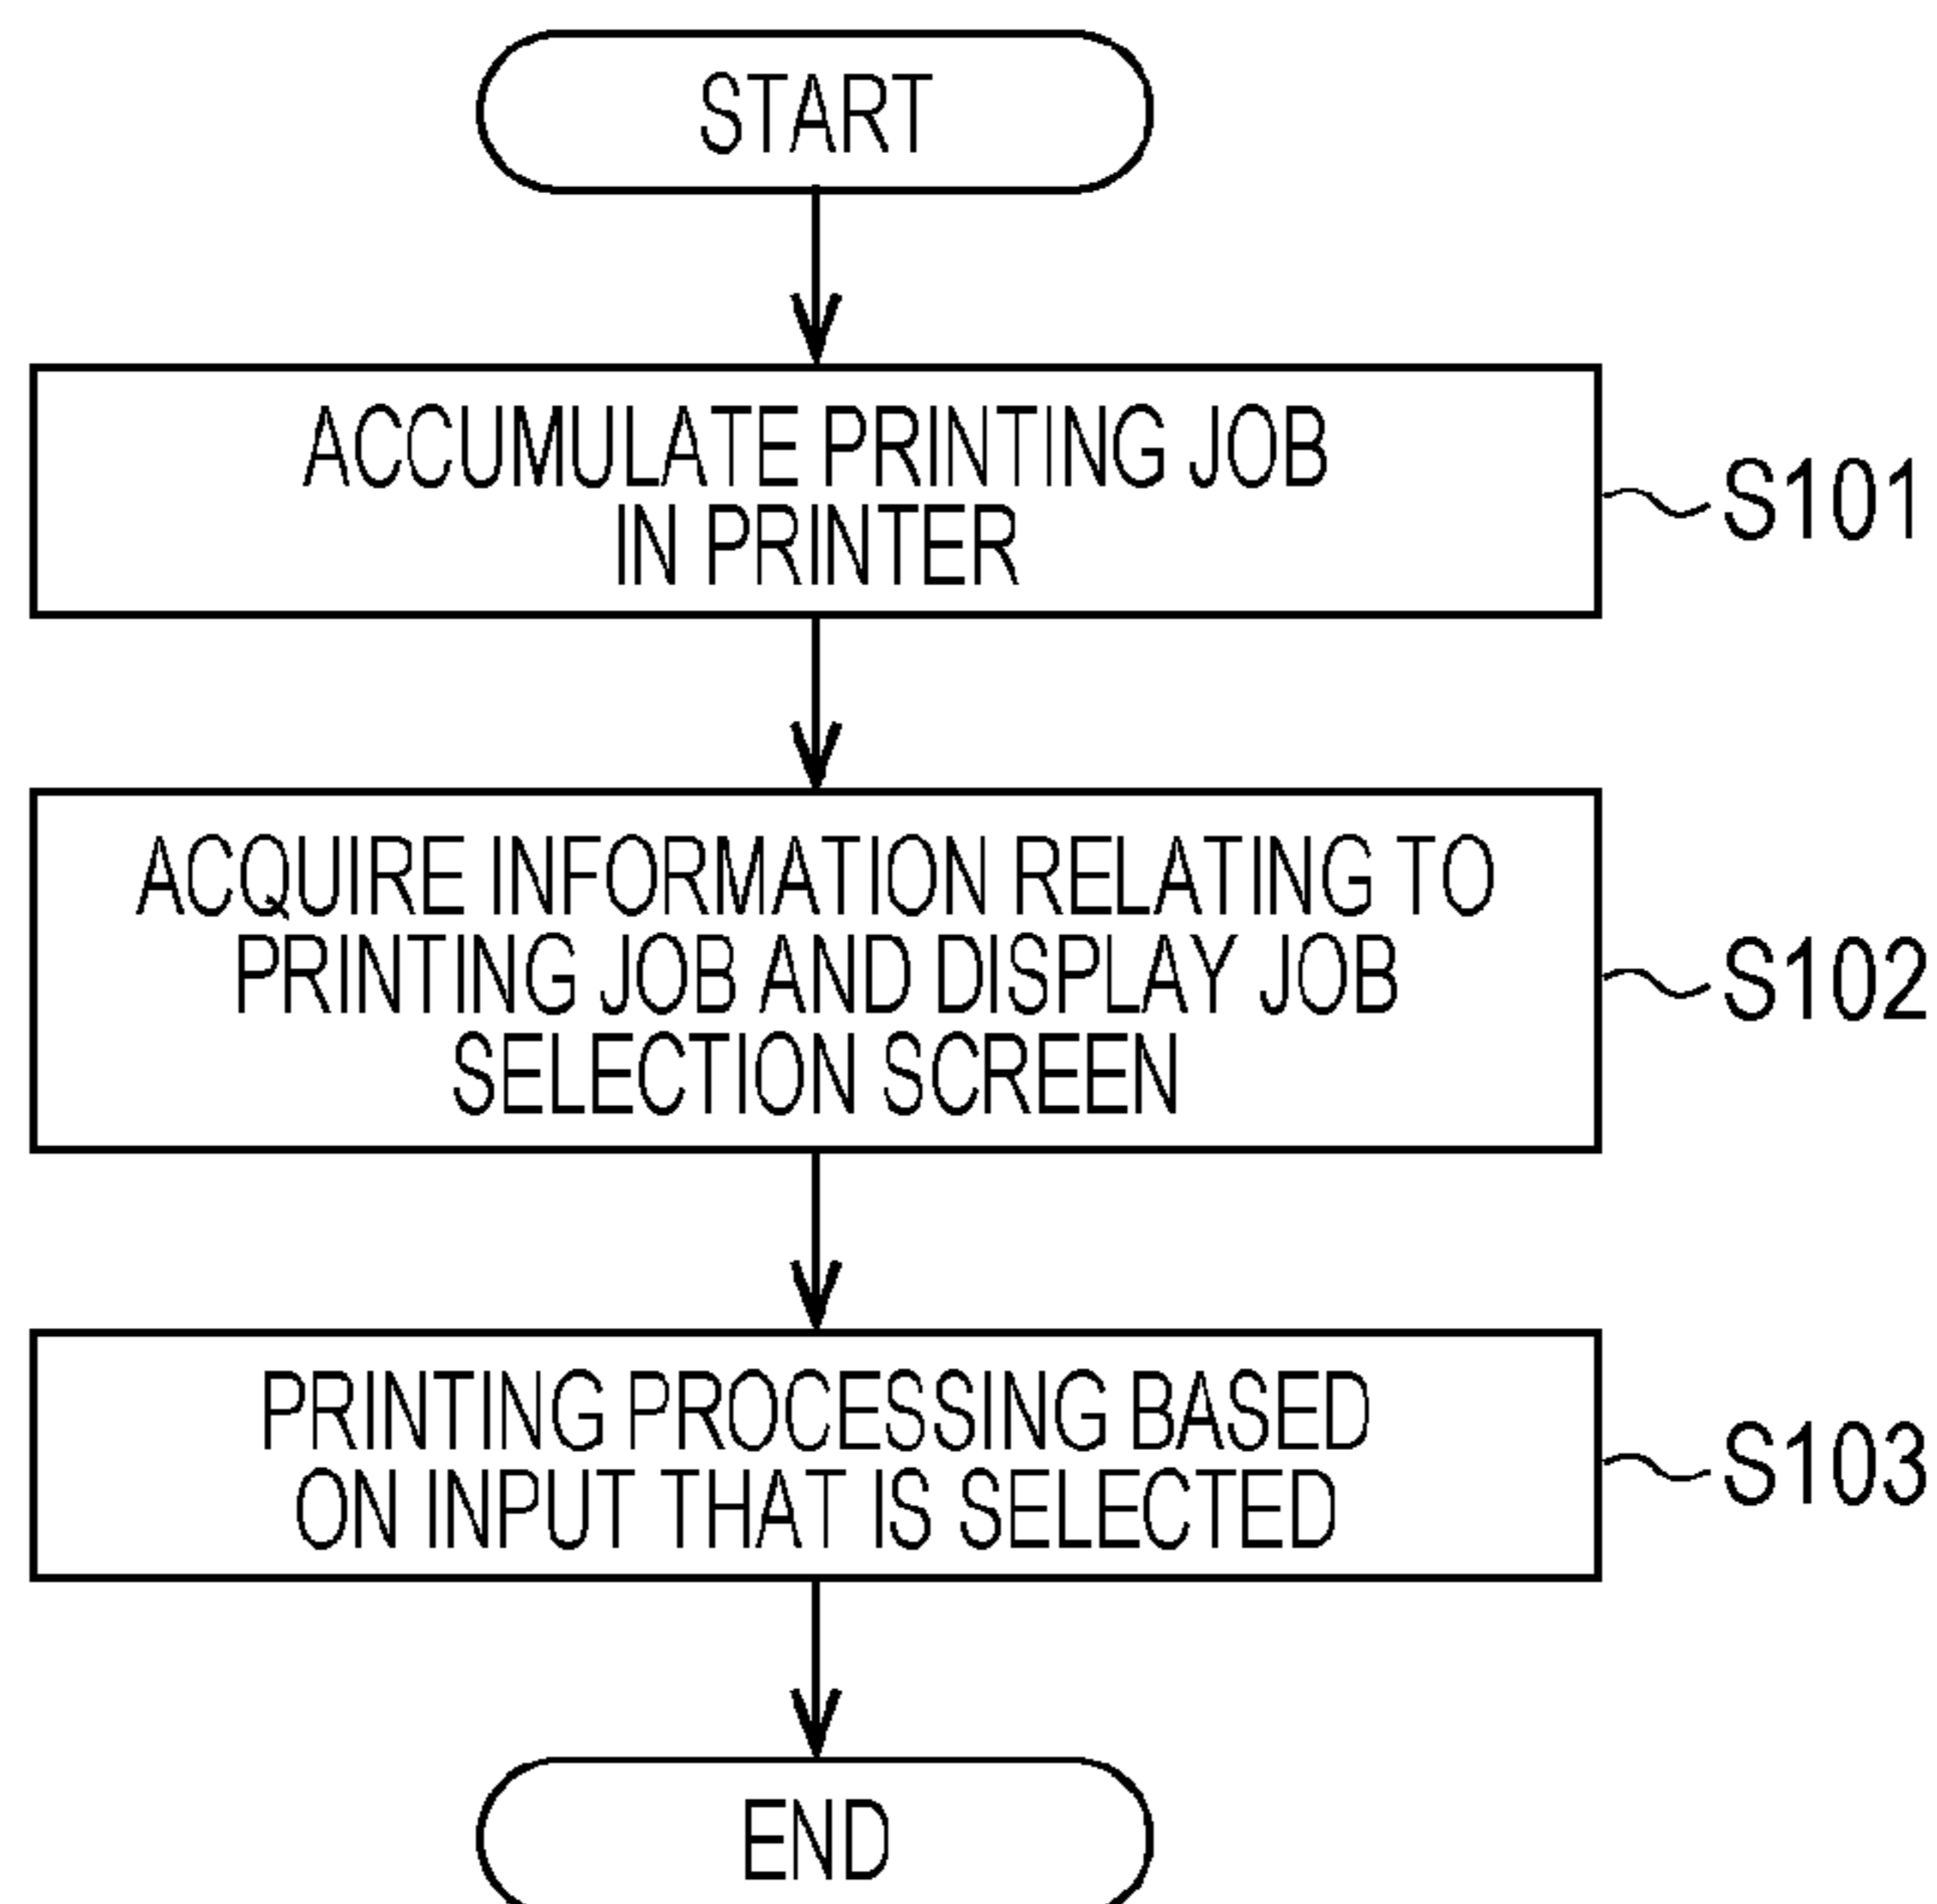 START
ACCUMULATE PRINTING JOB
IN PRINTER
S101
ACQUIRE INFORMATION RELATING TO
PRINTING JOB AND DISPLAY JOB
SELECTION SCREEN
S102
PRINTING PROCESSING BASED
ON INPUT THAT IS SELECTED
S103
END